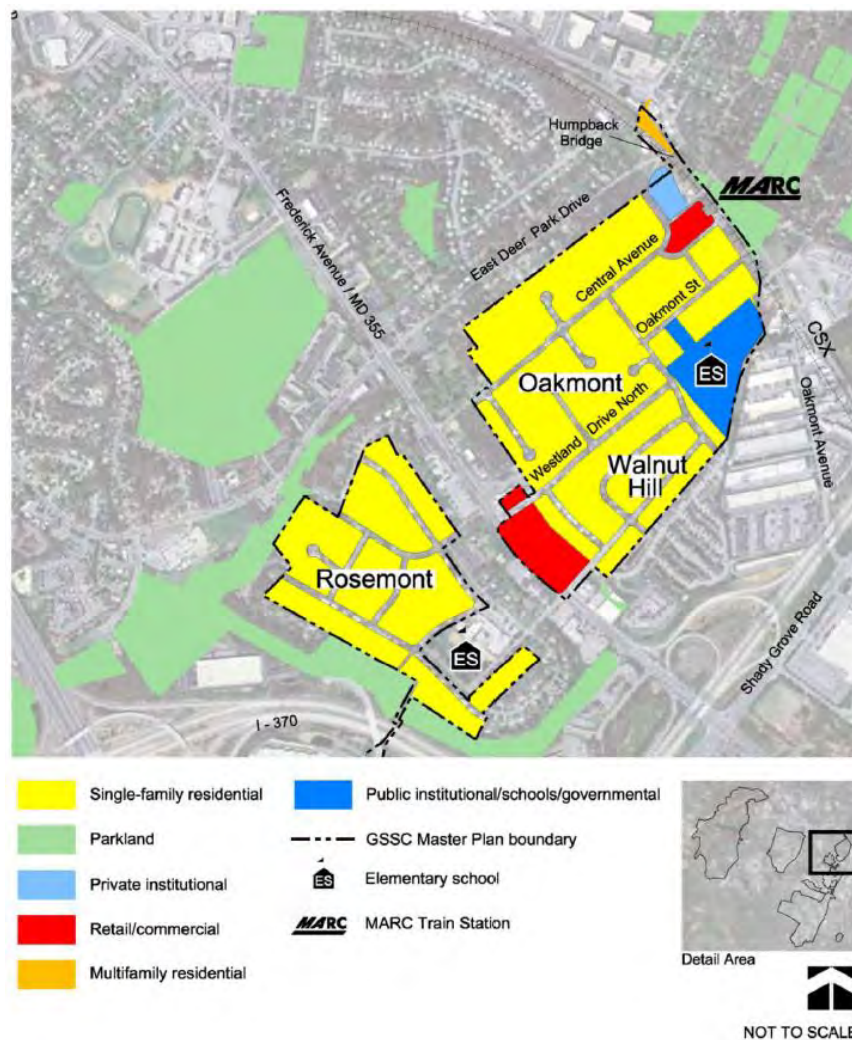 Humpback
Bridge
MARC
East Deer Park Drive
Frederick Avenue / MD 355
Central Avenue
Oakmont St
CSX
ES
Oakmont
Oakmont Avenue
Westland Drive North
Walnut
Hill
Rosemont
ES
Shady Grove Road
I - 370
Single-family residential
Public institutional/schools/governmental
Parkland
GSSC Master Plan boundary
Private institutional
ES
Elementary school
Retail/commercial
MARC
MARC Train Station
Multifamily residential
Detail Area
NOT TO SCALE